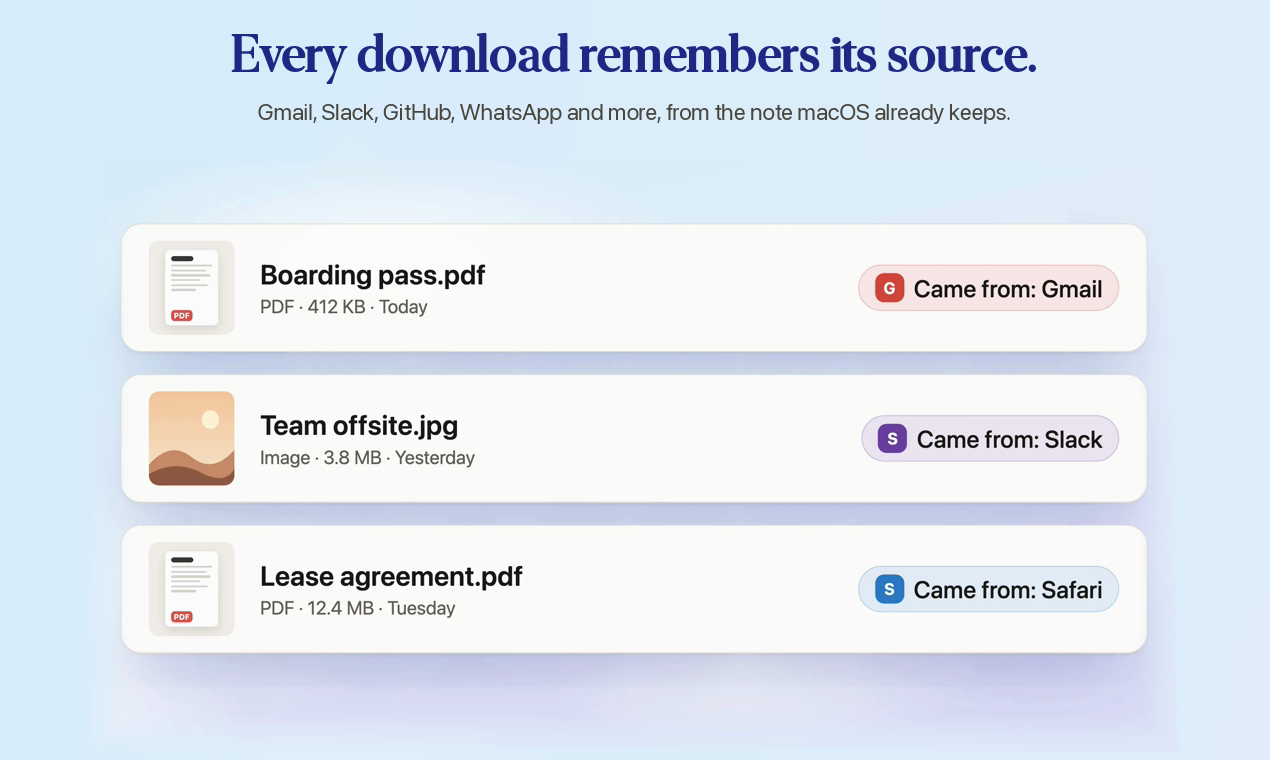 Every download remembers its source.
Gmail, Slack, GitHub, WhatsApp and more, from the note macOS already keeps.
Boarding pass.pdf
PDF · 412 KB · Today
PDF
G Came from: Gmail
Team offsite.jpg
Image · 3.8 MB · Yesterday
S Came from: Slack
Lease agreement.pdf
PDF · 12.4 MB · Tuesday
PDF
S Came from: Safari